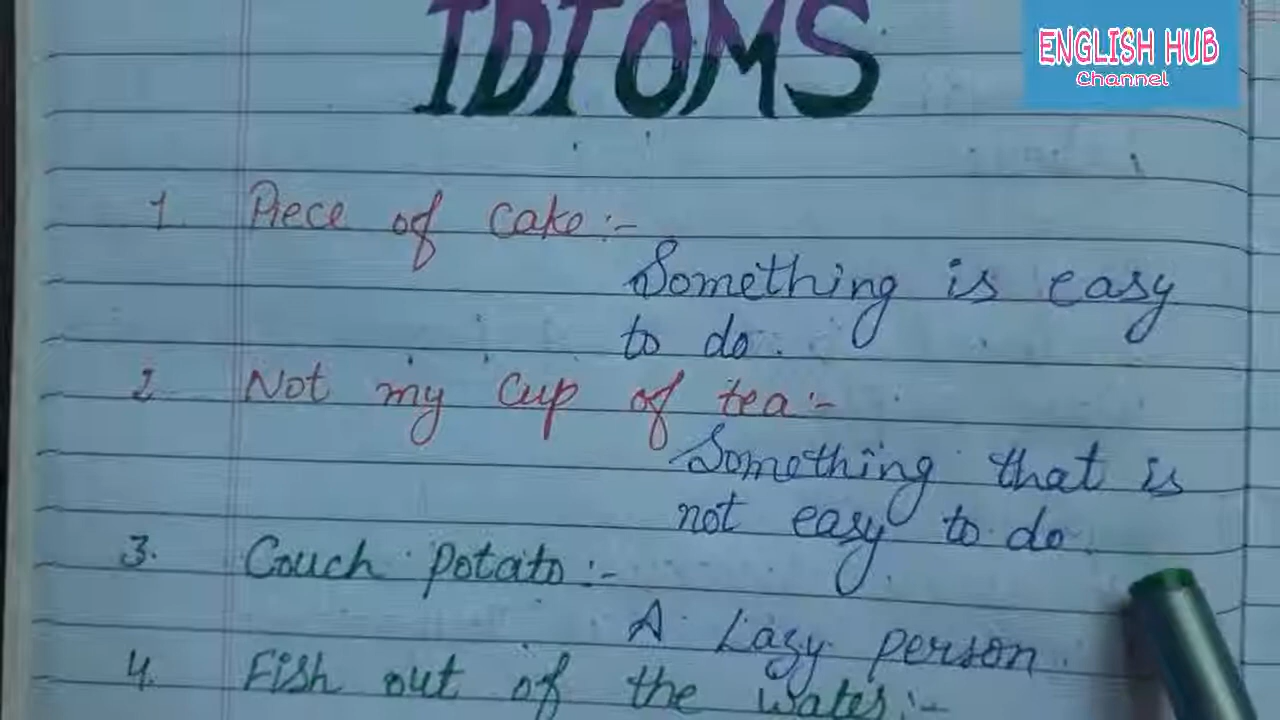 IDIOMS
ENGLISH HUB
Channel
1. Piece of cake:-
Something is easy
to do.
2. Not my cup of tea:-
Something that is
not easy to do.
3. Couch potato:-
A Lazy person.
4. Fish out of the water:-